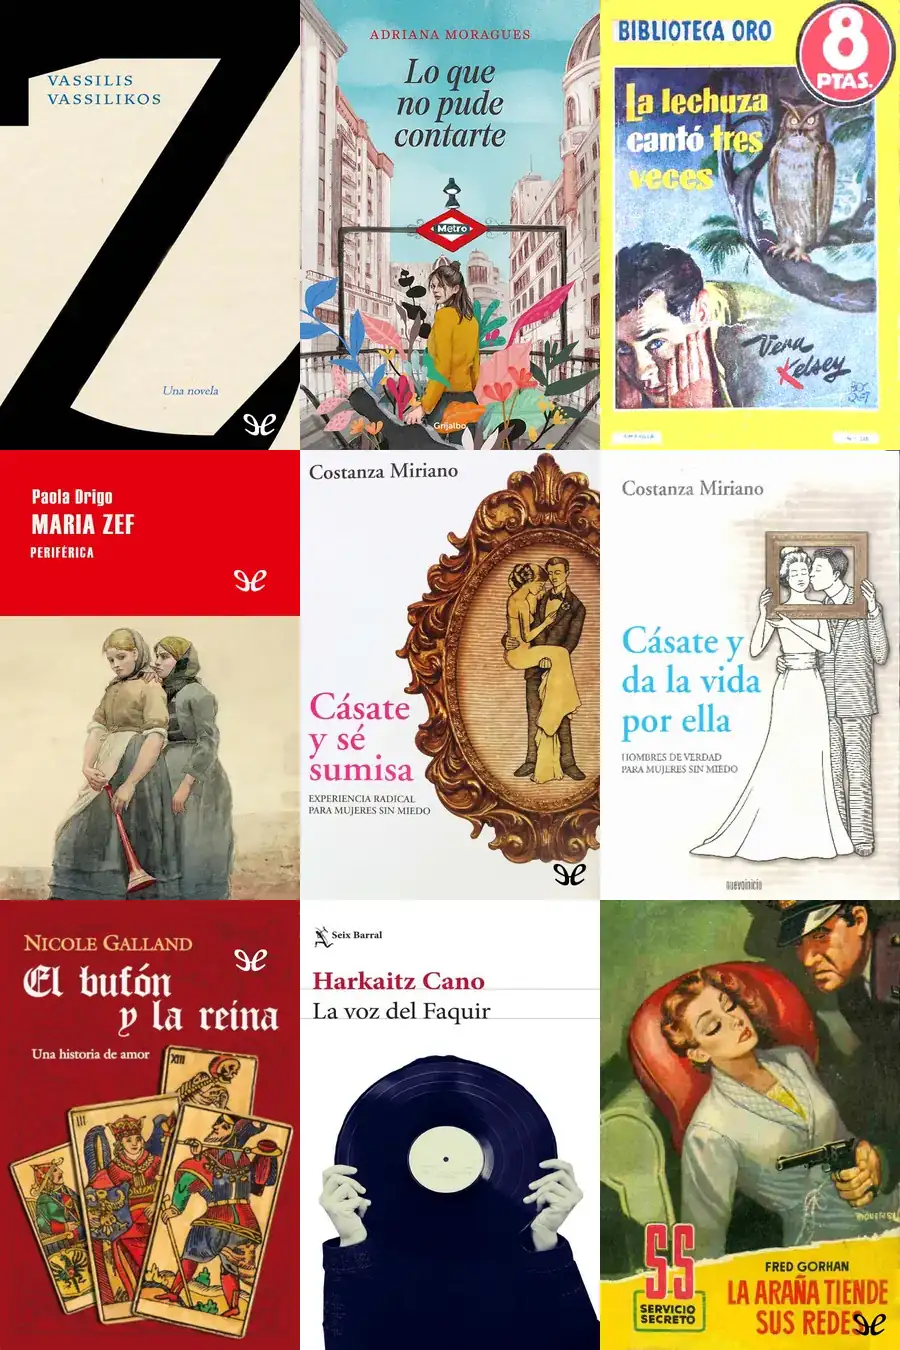 VASSILIS
VASSILIKOS
Una novela
ADRIANA MORAGUES
Lo que
no pude
contarte
Metro
Grijalbo
BIBLIOTECA ORO
8
PTAS.
La lechuza
cantó tres
veces
Vera
Kelsey
Paola Drigo
MARIA ZEF
PERIFÉRICA
Costanza Miriano
Cásate
y sé
sumisa
EXPERIENCIA RADICAL
PARA MUJERES SIN MIEDO
Costanza Miriano
Cásate y
da la vida
por ella
HOMBRES DE VERDAD
PARA MUJERES SIN MIEDO
nuevoinicio
NICOLE GALLAND
El bufón
y la reina
Una historia de amor
XIII
III
Seix Barral
Harkaitz Cano
La voz del Faquir
SS
SERVICIO
SECRETO
FRED GORHAN
LA ARAÑA TIENDE
SUS REDES